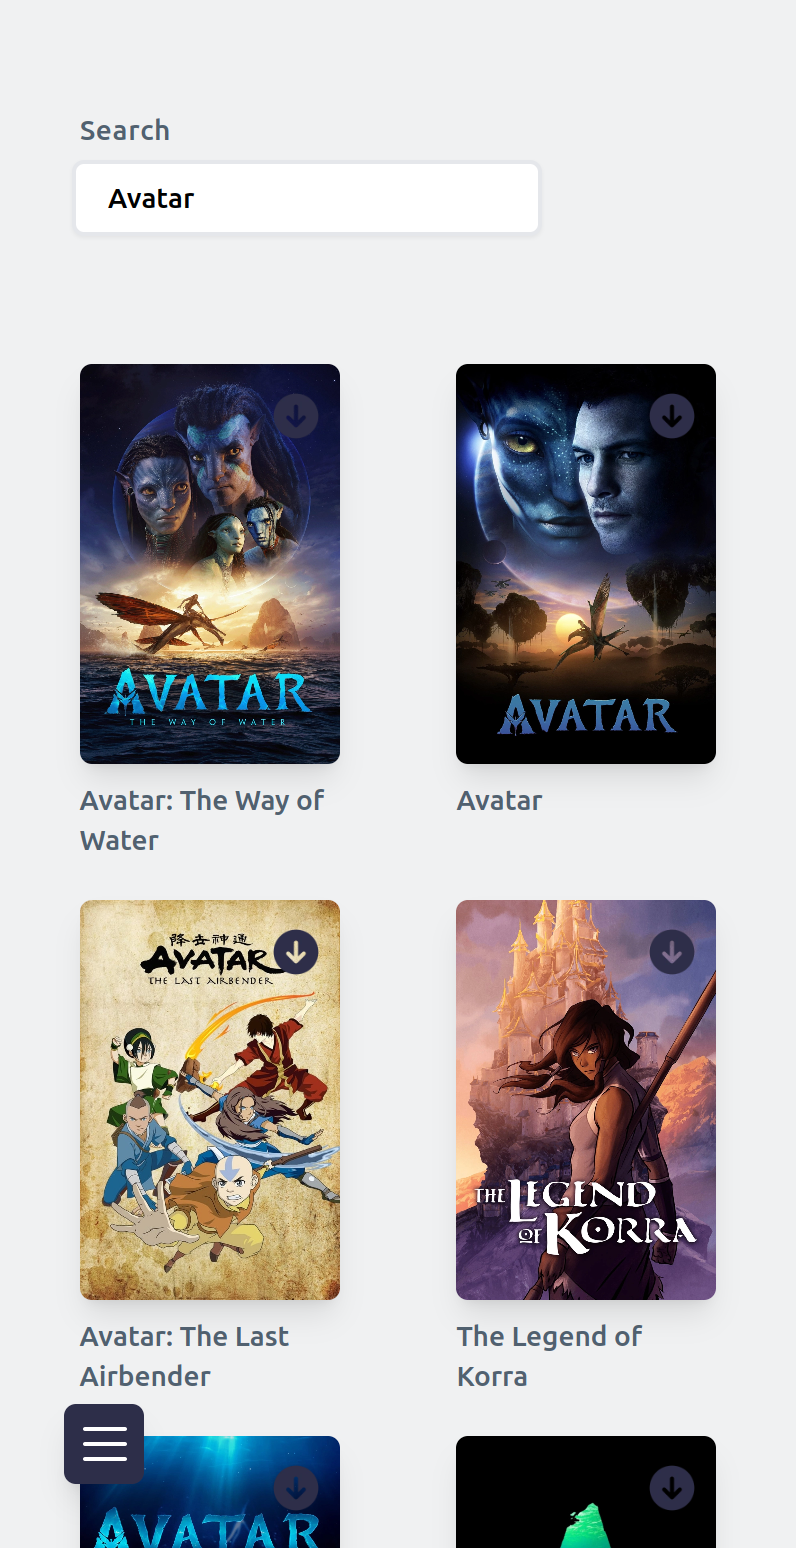 Search
Avatar
AVATAR
THE WAY OF WATER
AVATAR
Avatar: The Way of
Water
Avatar
降去神通
AVATAR
THE LAST AIRBENDER
THE LEGEND
OF KORRA
Avatar: The Last
Airbender
The Legend of
Korra
AVATAR